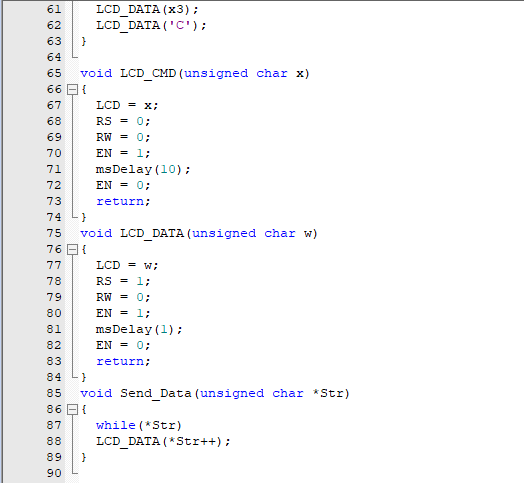 61 LCD_DATA(x3);
62 LCD_DATA('C');
63 }
64
65 void LCD_CMD(unsigned char x)
66 {
67 LCD = x;
68 RS = 0;
69 RW = 0;
70 EN = 1;
71 msDelay(10);
72 EN = 0;
73 return;
74 }
75 void LCD_DATA(unsigned char w)
76 {
77 LCD = w;
78 RS = 1;
79 RW = 0;
80 EN = 1;
81 msDelay(1);
82 EN = 0;
83 return;
84 }
85 void Send_Data(unsigned char *Str)
86 {
87 while(*Str)
88 LCD_DATA(*Str++);
89 }
90